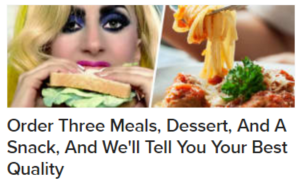 Order Three Meals, Dessert, And A
Snack, And We'll Tell You Your Best
Quality